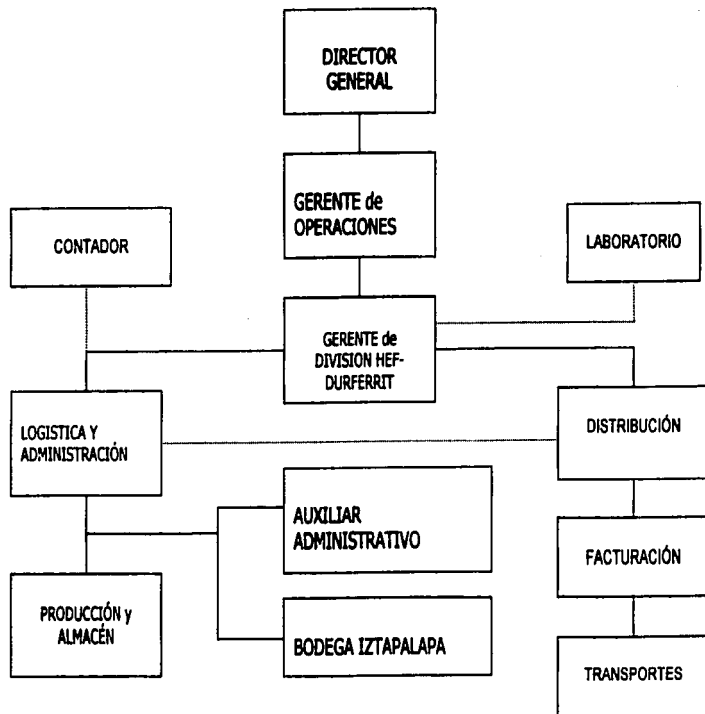 DIRECTOR
GENERAL
GERENTE de
OPERACIONES
CONTADOR
LABORATORIO
GERENTE de
DIVISION HEF-
DURFERRIT
LOGISTICA Y
ADMINISTRACIÓN
DISTRIBUCIÓN
AUXILIAR
ADMINISTRATIVO
FACTURACIÓN
PRODUCCIÓN y
ALMACÉN
BODEGA IZTAPALAPA
TRANSPORTES